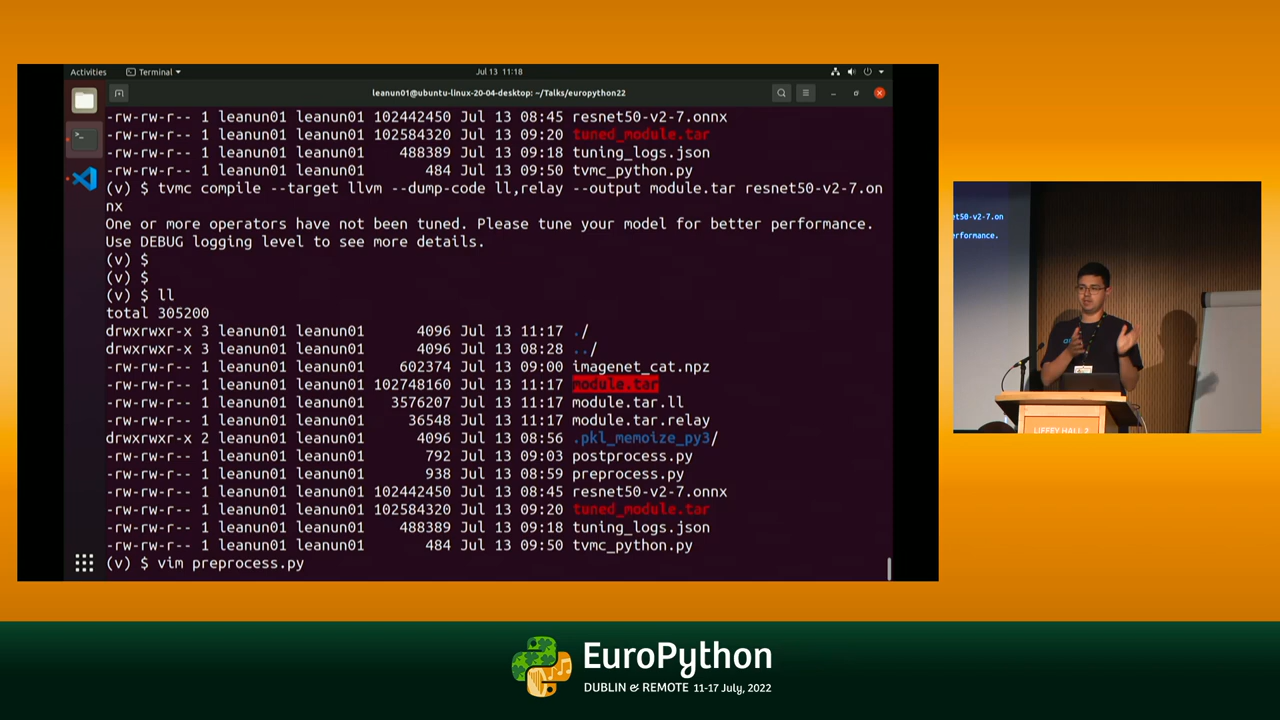 Activities
Terminal
Jul 13 11:18
leanun01@ubuntu-linux-20-04-desktop: ~/Talks/europython22
-rw-rw-r-- 1 leanun01 leanun01 102442450 Jul 13 08:45 resnet50-v2-7.onnx
-rw-rw-r-- 1 leanun01 leanun01 102584320 Jul 13 09:20 tuned_module.tar
-rw-rw-r-- 1 leanun01 leanun01 488389 Jul 13 09:18 tuning_logs.json
-rw-rw-r-- 1 leanun01 leanun01 484 Jul 13 09:50 tvmc_python.py
(v) $ tvmc compile --target llvm --dump-code ll,relay --output module.tar resnet50-v2-7.on
nx
One or more operators have not been tuned. Please tune your model for better performance.
Use DEBUG logging level to see more details.
(v) $
(v) $
(v) $ ll
total 305200
drwxrwxr-x 3 leanun01 leanun01 4096 Jul 13 11:17 ./
drwxrwxr-x 3 leanun01 leanun01 4096 Jul 13 08:28 ../
-rw-rw-r-- 1 leanun01 leanun01 602374 Jul 13 09:00 imagenet_cat.npz
-rw-rw-r-- 1 leanun01 leanun01 102748160 Jul 13 11:17 module.tar
-rw-rw-r-- 1 leanun01 leanun01 3576207 Jul 13 11:17 module.tar.ll
-rw-rw-r-- 1 leanun01 leanun01 36548 Jul 13 11:17 module.tar.relay
drwxrwxr-x 2 leanun01 leanun01 4096 Jul 13 08:56 .pkl_memoize_py3/
-rw-rw-r-- 1 leanun01 leanun01 792 Jul 13 09:03 postprocess.py
-rw-rw-r-- 1 leanun01 leanun01 938 Jul 13 08:59 preprocess.py
-rw-rw-r-- 1 leanun01 leanun01 102442450 Jul 13 08:45 resnet50-v2-7.onnx
-rw-rw-r-- 1 leanun01 leanun01 102584320 Jul 13 09:20 tuned_module.tar
-rw-rw-r-- 1 leanun01 leanun01 488389 Jul 13 09:18 tuning_logs.json
-rw-rw-r-- 1 leanun01 leanun01 484 Jul 13 09:50 tvmc_python.py
(v) $ vim preprocess.py
et50-v2-7.on
erformance.
LIFFEY HALL 2
EuroPython
DUBLIN & REMOTE 11-17 July, 2022